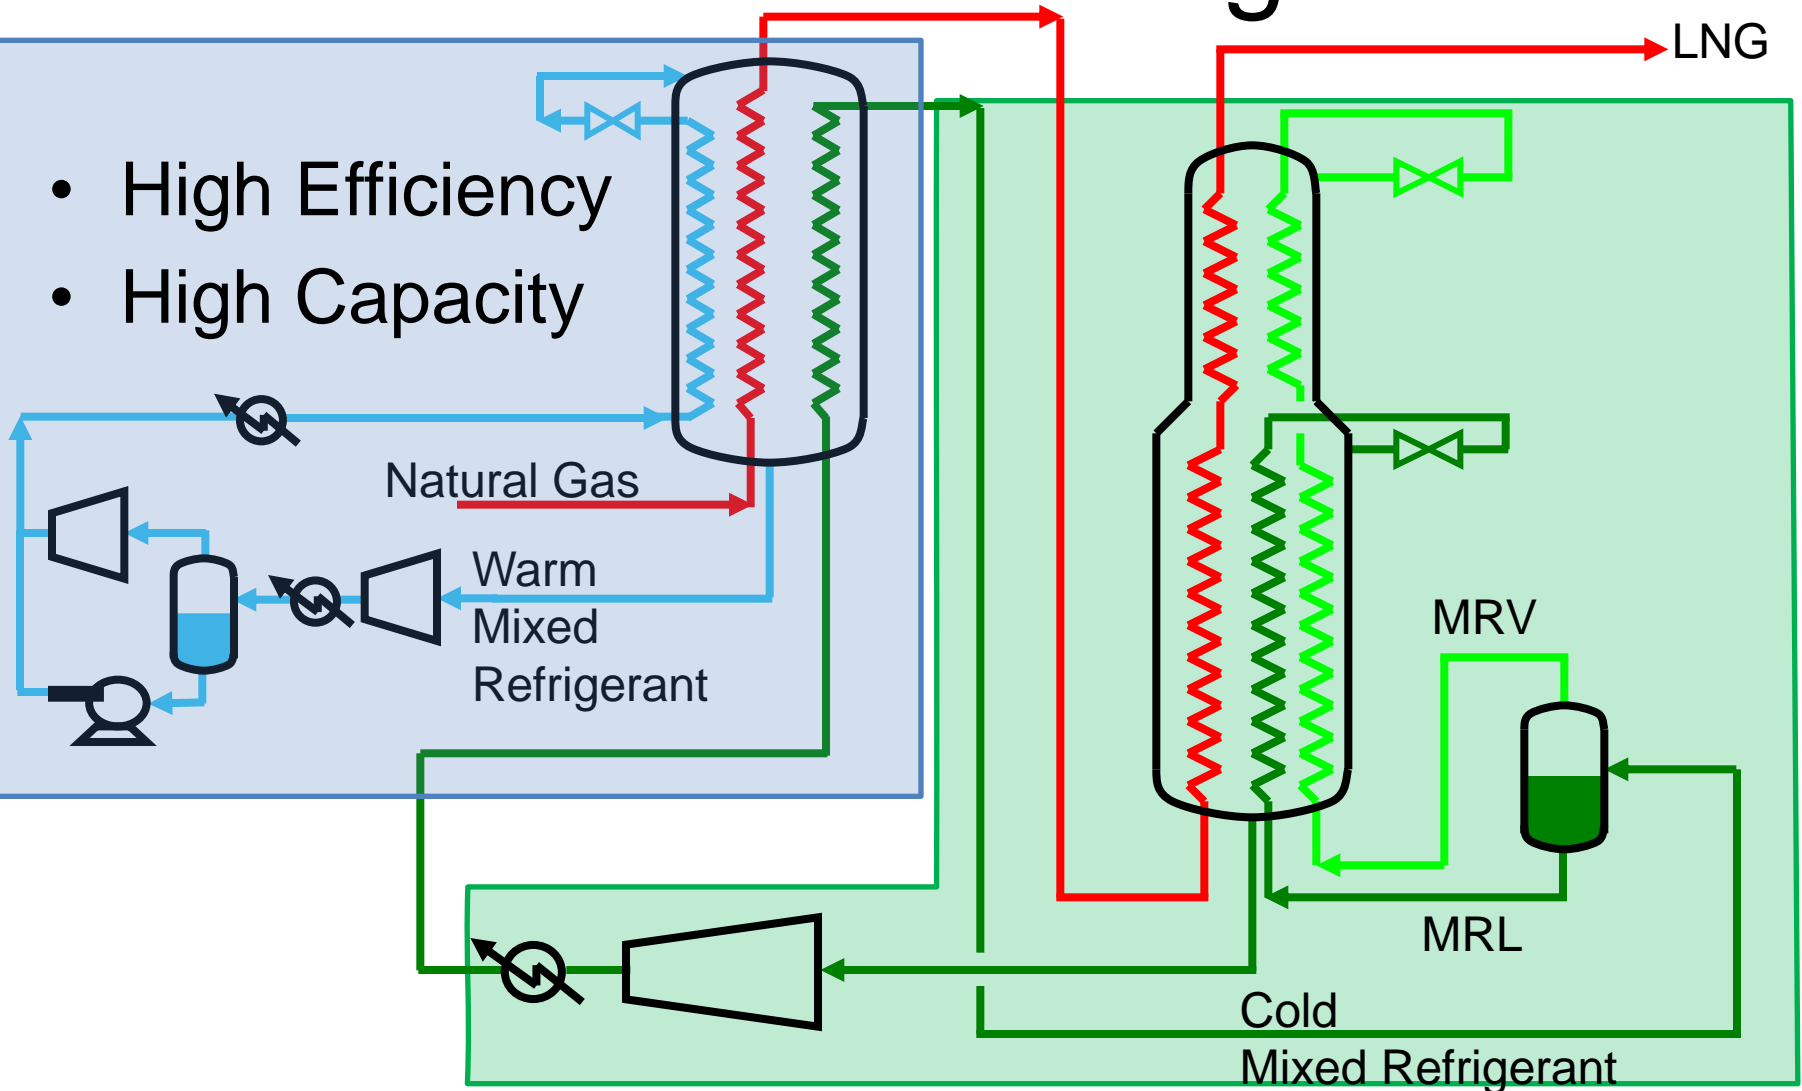 LNG
• High Efficiency
• High Capacity
Natural Gas
Warm
Mixed
Refrigerant
MRV
MRL
Cold
Mixed Refrigerant